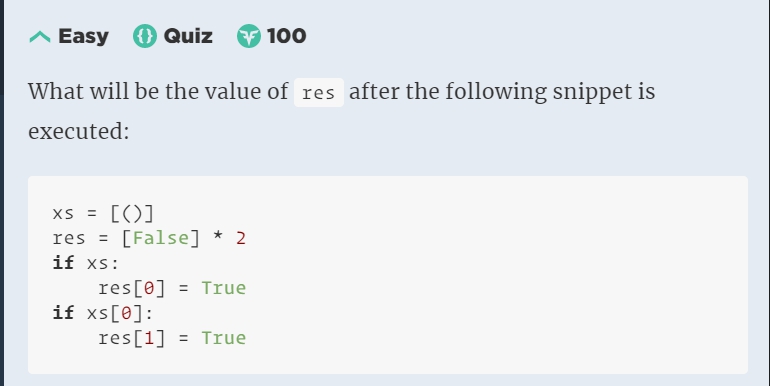 Easy Quiz 100
What will be the value of res after the following snippet is
executed:
xs = [()]
res = [False] * 2
if xs:
    res[0] = True
if xs[0]:
    res[1] = True